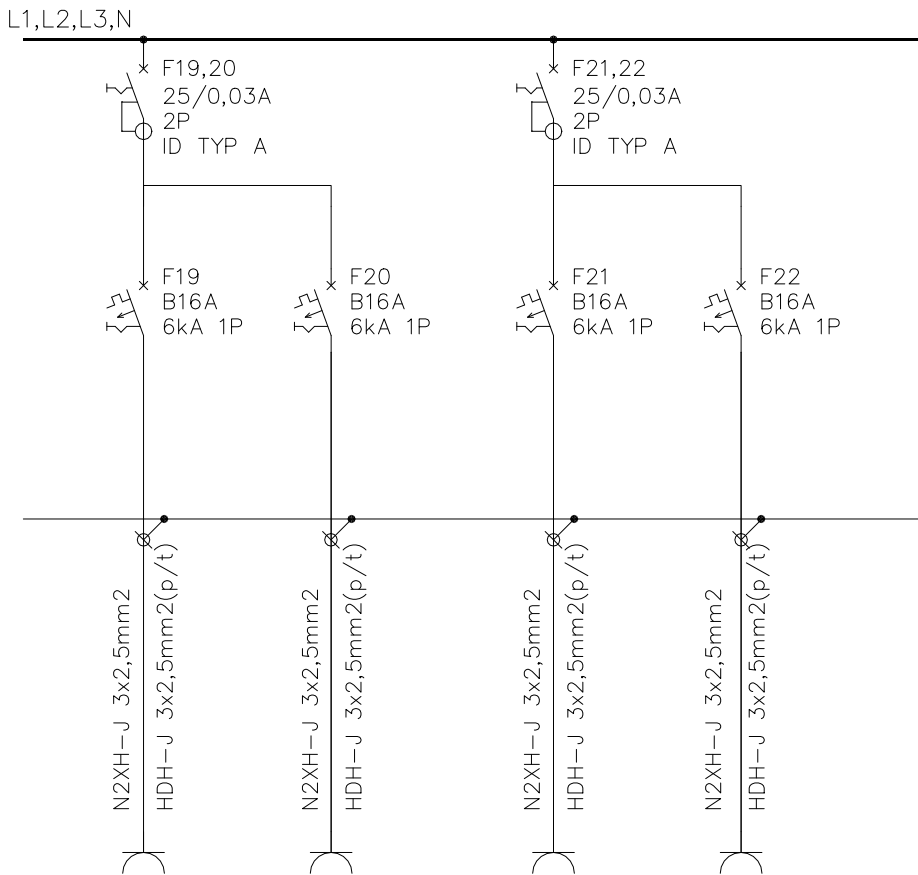 L1,L2,L3,N
F19,20
25/0,03A
2P
ID TYP A
F21,22
25/0,03A
2P
ID TYP A
F19
B16A
6kA 1P
F20
B16A
6kA 1P
F21
B16A
6kA 1P
F22
B16A
6kA 1P
N2XH-J 3x2,5mm2
HDH-J 3x2,5mm2(p/t)
N2XH-J 3x2,5mm2
HDH-J 3x2,5mm2(p/t)
N2XH-J 3x2,5mm2
HDH-J 3x2,5mm2(p/t)
N2XH-J 3x2,5mm2
HDH-J 3x2,5mm2(p/t)